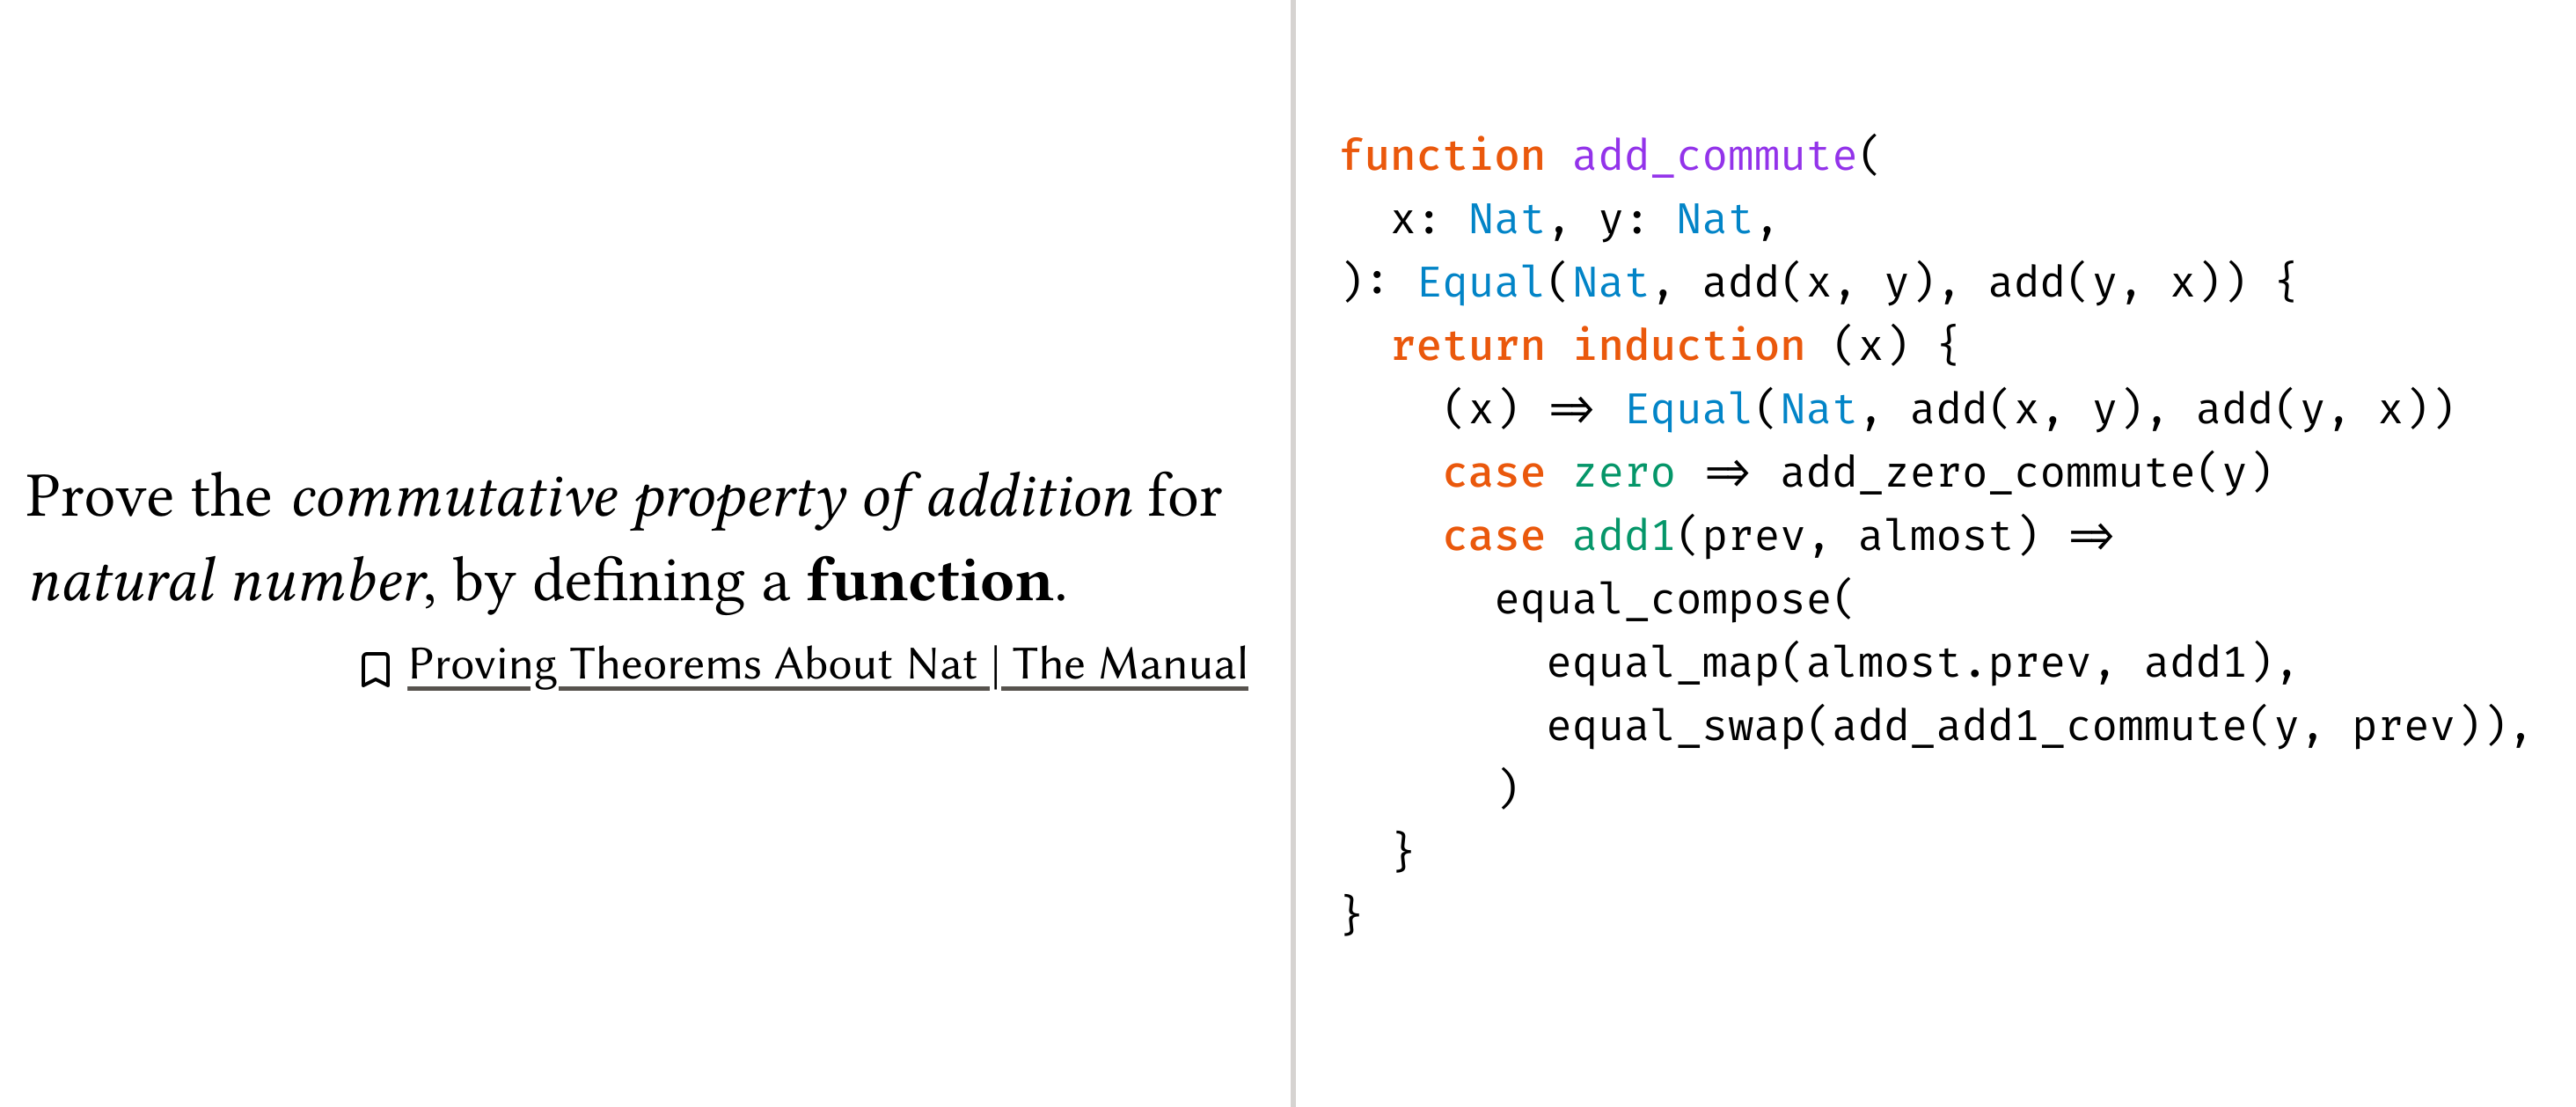 Prove the commutative property of addition for
natural number, by defining a function.
Proving Theorems About Nat | The Manual
function add_commute(
  x: Nat, y: Nat,
): Equal(Nat, add(x, y), add(y, x)) {
  return induction (x) {
    (x) => Equal(Nat, add(x, y), add(y, x))
    case zero => add_zero_commute(y)
    case add1(prev, almost) =>
      equal_compose(
        equal_map(almost.prev, add1),
        equal_swap(add_add1_commute(y, prev)),
      )
  }
}